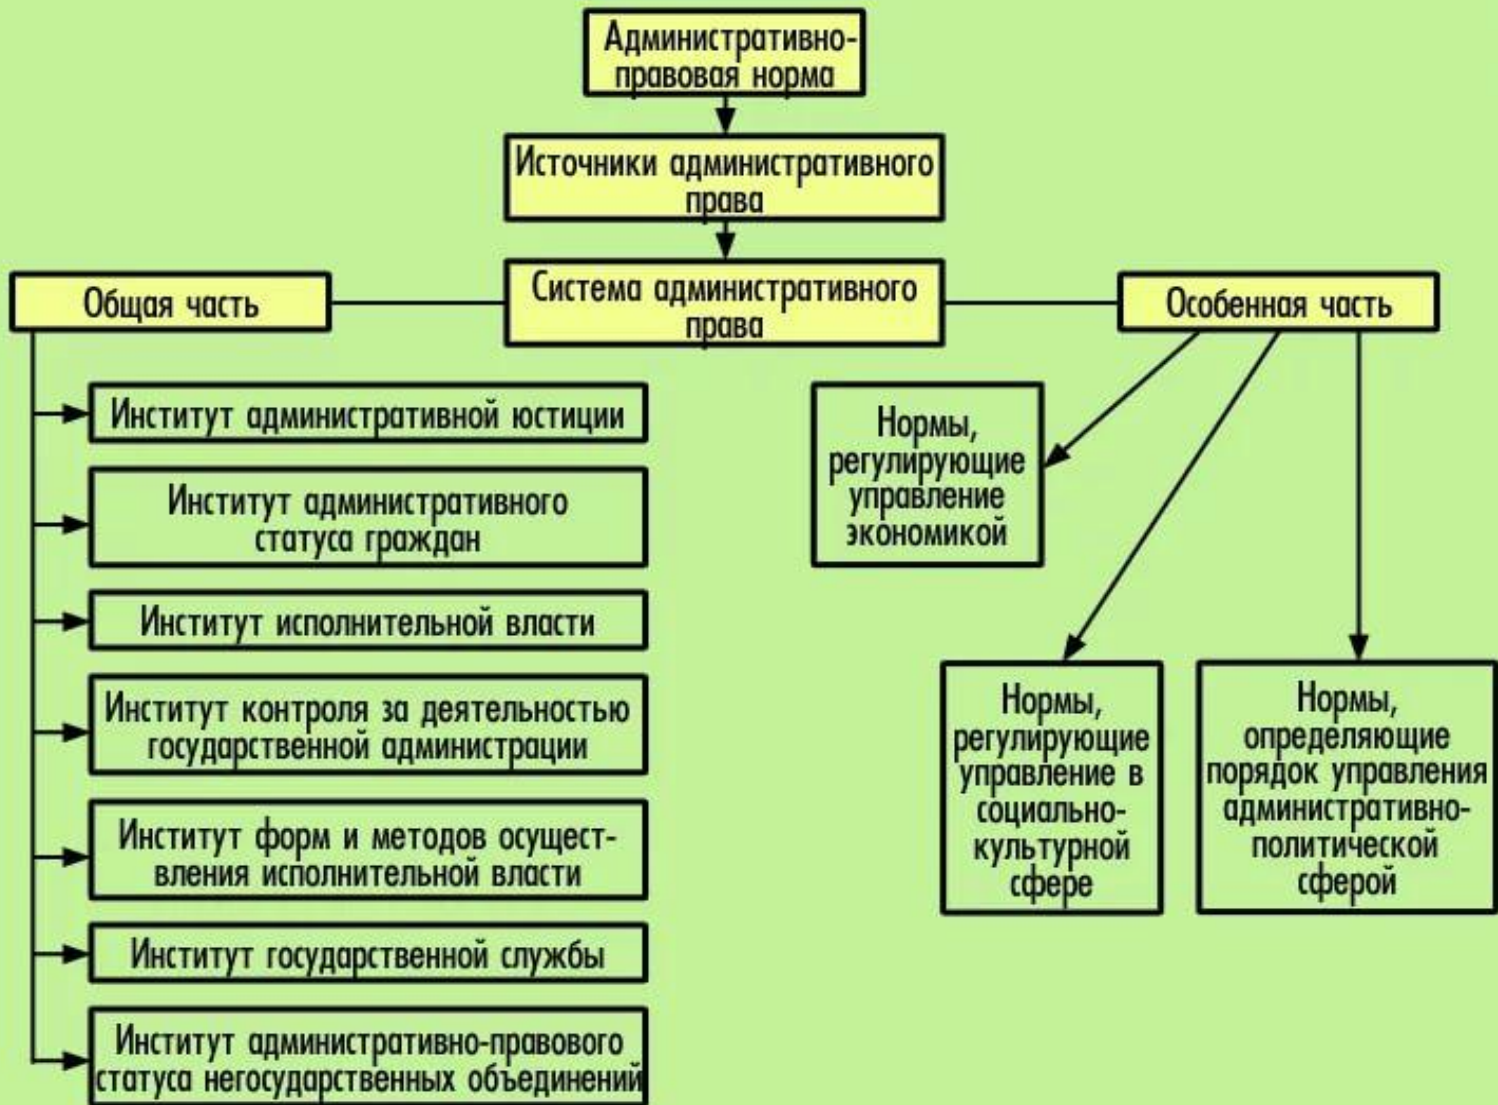 Административно-
правовая норма
Источники административного
права
Система административного
права
Общая часть
Особенная часть
Институт административной юстиции
Институт административного
статуса граждан
Институт исполнительной власти
Институт контроля за деятельностью
государственной администрации
Институт форм и методов осущест-
вления исполнительной власти
Институт государственной службы
Институт административно-правового
статуса негосударственных объединений
Нормы,
регулирующие
управление
экономикой
Нормы,
регулирующие
управление в
социально-
культурной
сфере
Нормы,
определяющие
порядок управления
административно-
политической
сферой